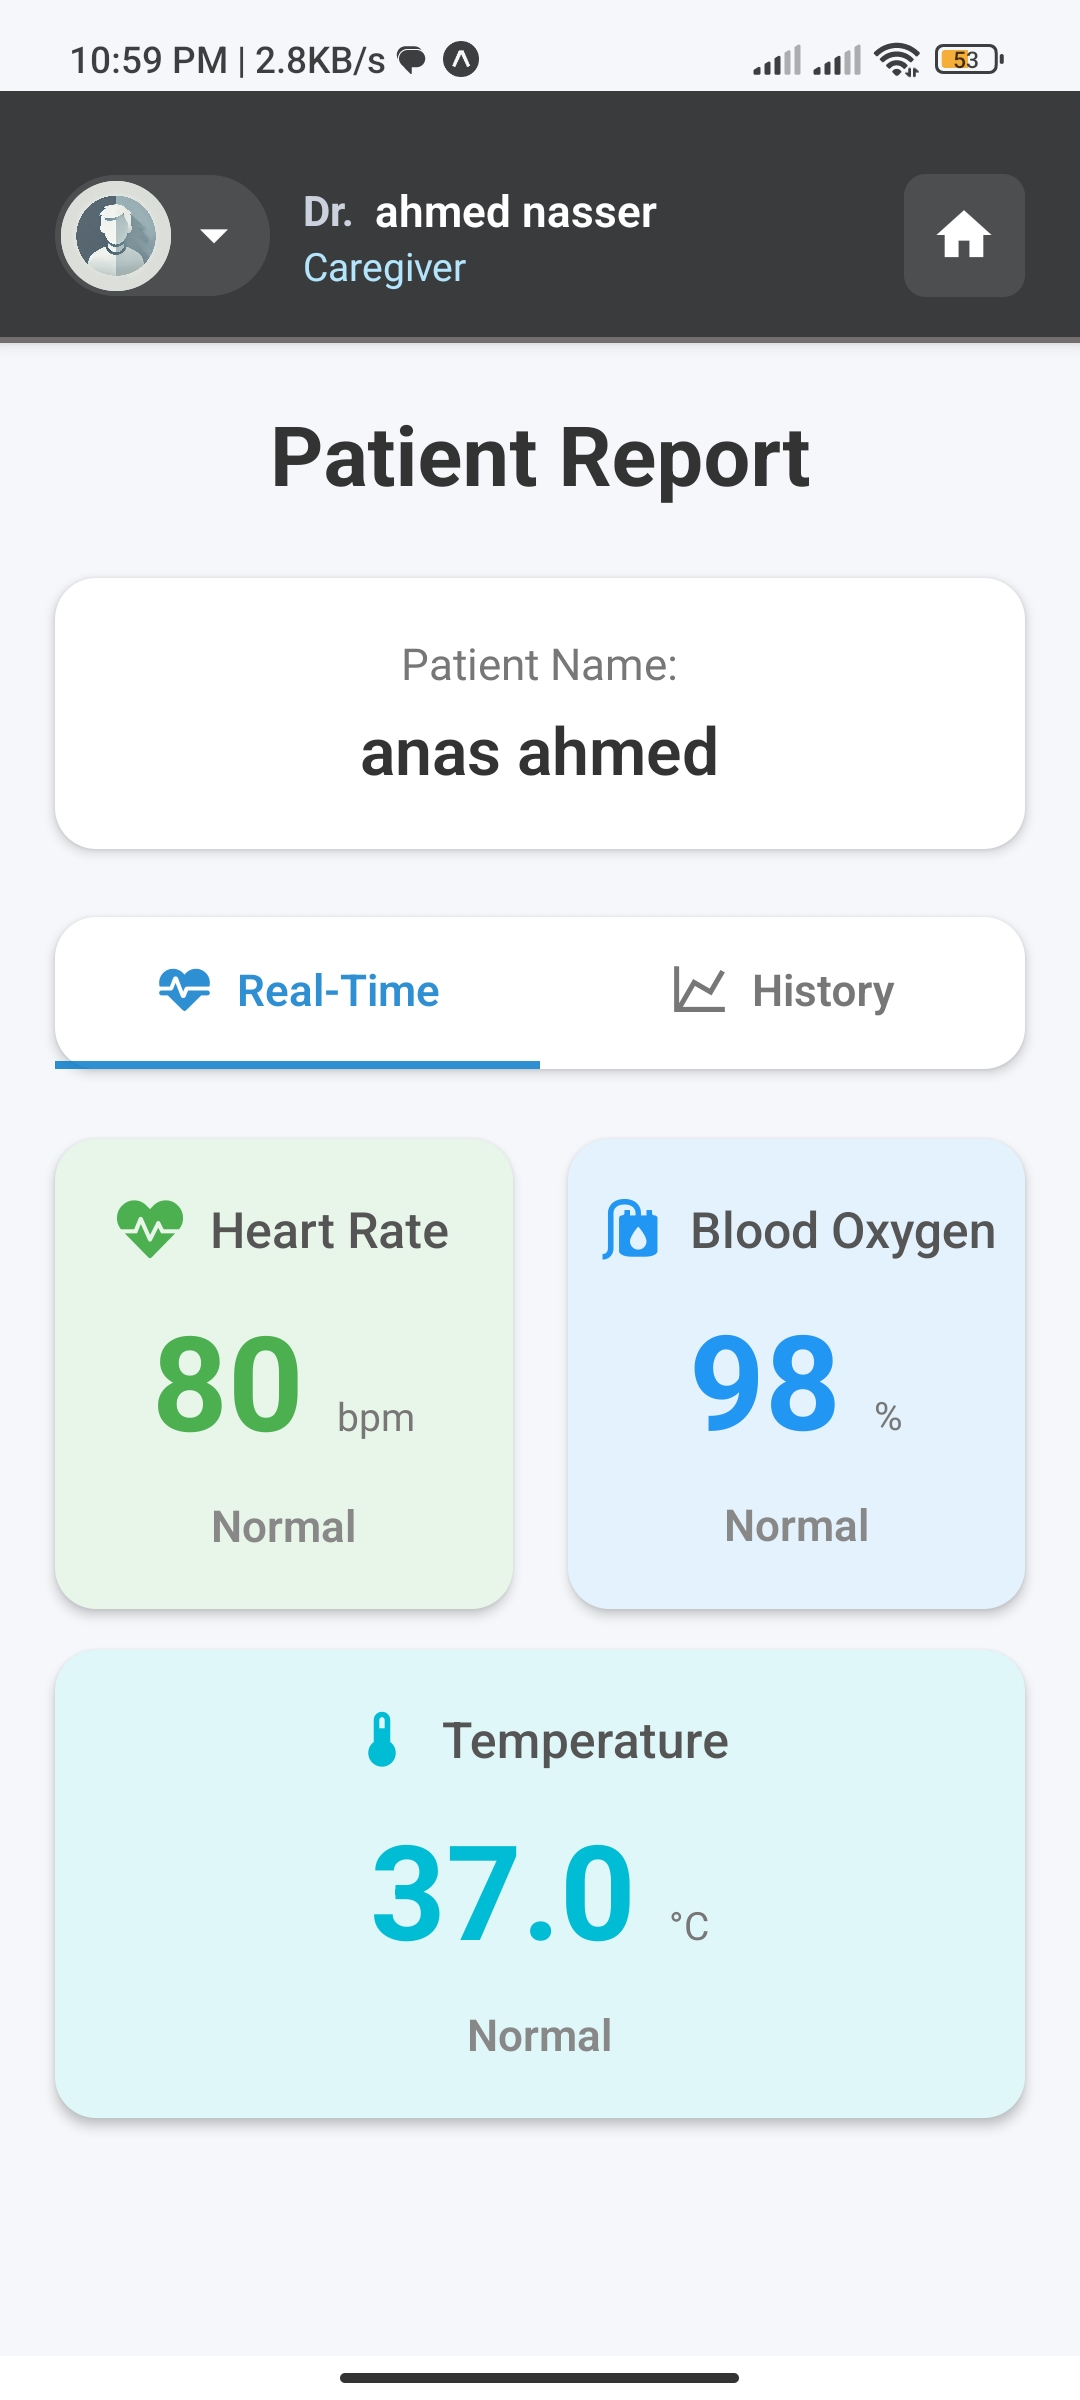 10:59 PM | 2.8KB/s
53
Dr. ahmed nasser
Caregiver
Patient Report
Patient Name:
anas ahmed
Real-Time
History
Heart Rate
80 bpm
Normal
Blood Oxygen
98 %
Normal
Temperature
37.0 °C
Normal